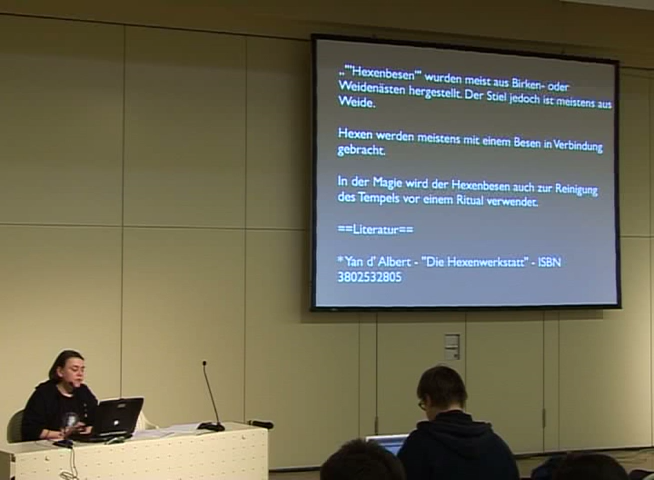 „"'Hexenbesen'" wurden meist aus Birken- oder
Weidenästen hergestellt. Der Stiel jedoch ist meistens aus
Weide.
Hexen werden meistens mit einem Besen in Verbindung
gebracht.
In der Magie wird der Hexenbesen auch zur Reinigung
des Tempels vor einem Ritual verwendet.
==Literatur==
* Yan d' Albert - "Die Hexenwerkstatt" - ISBN
3802532805